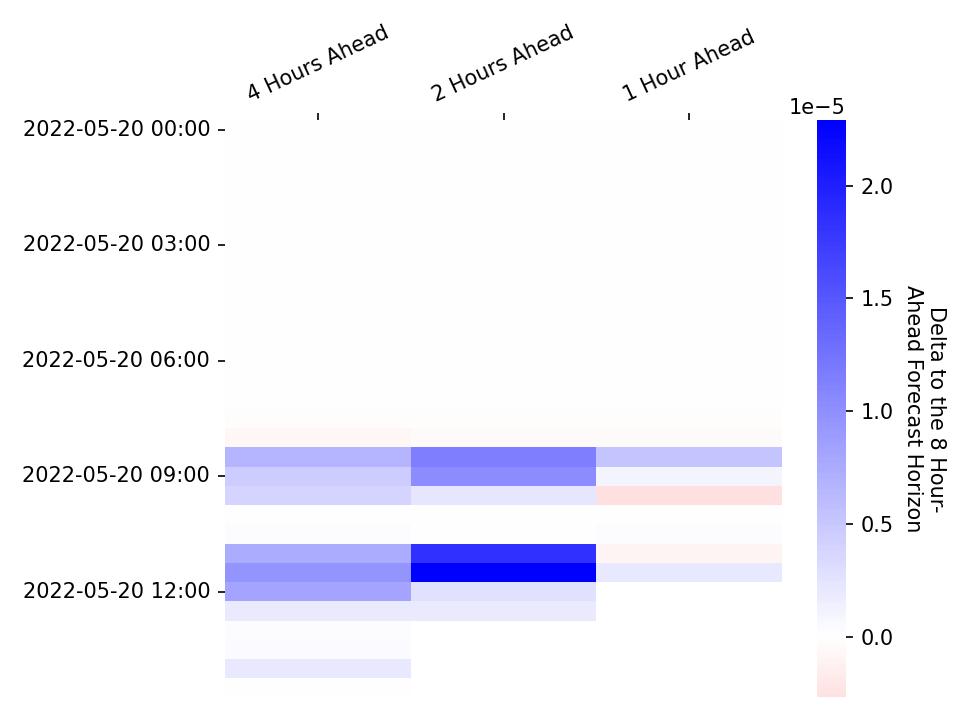 4 Hours Ahead
2 Hours Ahead
1 Hour Ahead
1e−5
2022-05-20 00:00
2022-05-20 03:00
2022-05-20 06:00
2022-05-20 09:00
2022-05-20 12:00
2.0
1.5
1.0
0.5
0.0
Delta to the 8 Hour-
Ahead Forecast Horizon